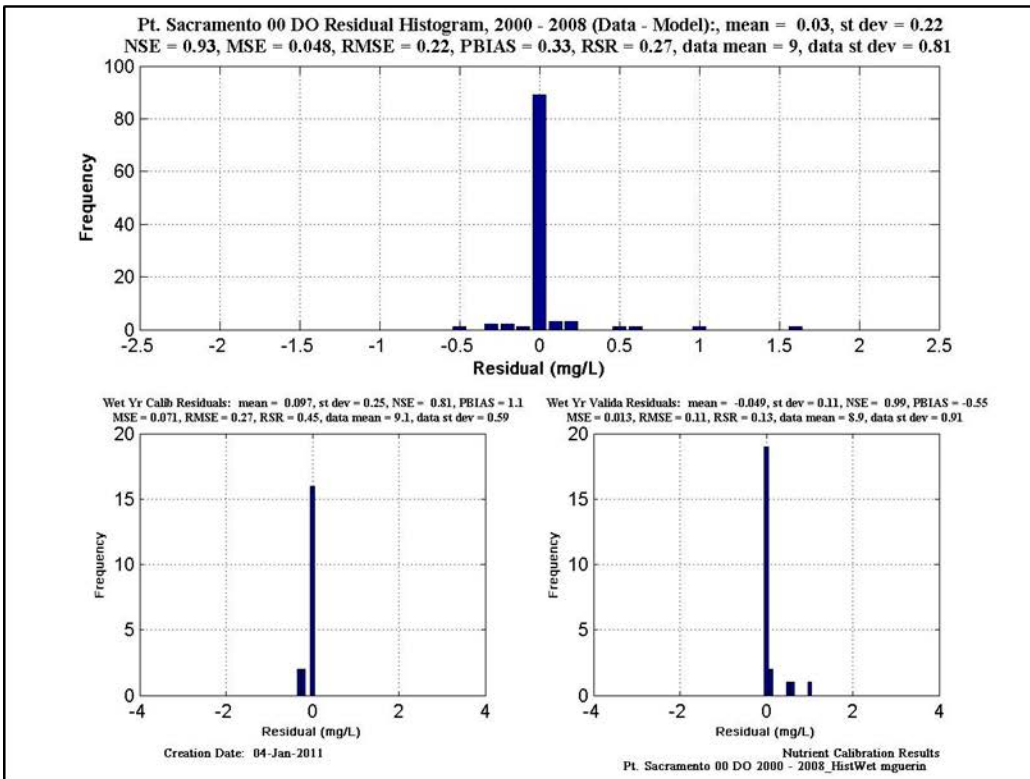 Pt. Sacramento 00 DO Residual Histogram, 2000 - 2008 (Data - Model):, mean = 0.03, st dev = 0.22
NSE = 0.93, MSE = 0.048, RMSE = 0.22, PBIAS = 0.33, RSR = 0.27, data mean = 9, data st dev = 0.81
100
80
60
40
20
0
Frequency
-2.5 -2 -1.5 -1 -0.5 0 0.5 1 1.5 2 2.5
Residual (mg/L)
Wet Yr Calib Residuals: mean = 0.097, st dev = 0.25, NSE = 0.81, PBIAS = 1.1
MSE = 0.071, RMSE = 0.27, RSR = 0.45, data mean = 9.1, data st dev = 0.59
20
15
10
5
0
Frequency
-4 -2 0 2 4
Residual (mg/L)
Creation Date: 04-Jan-2011
Wet Yr Valida Residuals: mean = -0.049, st dev = 0.11, NSE = 0.99, PBIAS = -0.55
MSE = 0.013, RMSE = 0.11, RSR = 0.13, data mean = 8.9, data st dev = 0.91
20
15
10
5
0
Frequency
-4 -2 0 2 4
Residual (mg/L)
Nutrient Calibration Results
Pt. Sacramento 00 DO 2000 - 2008_HistWet mguerin